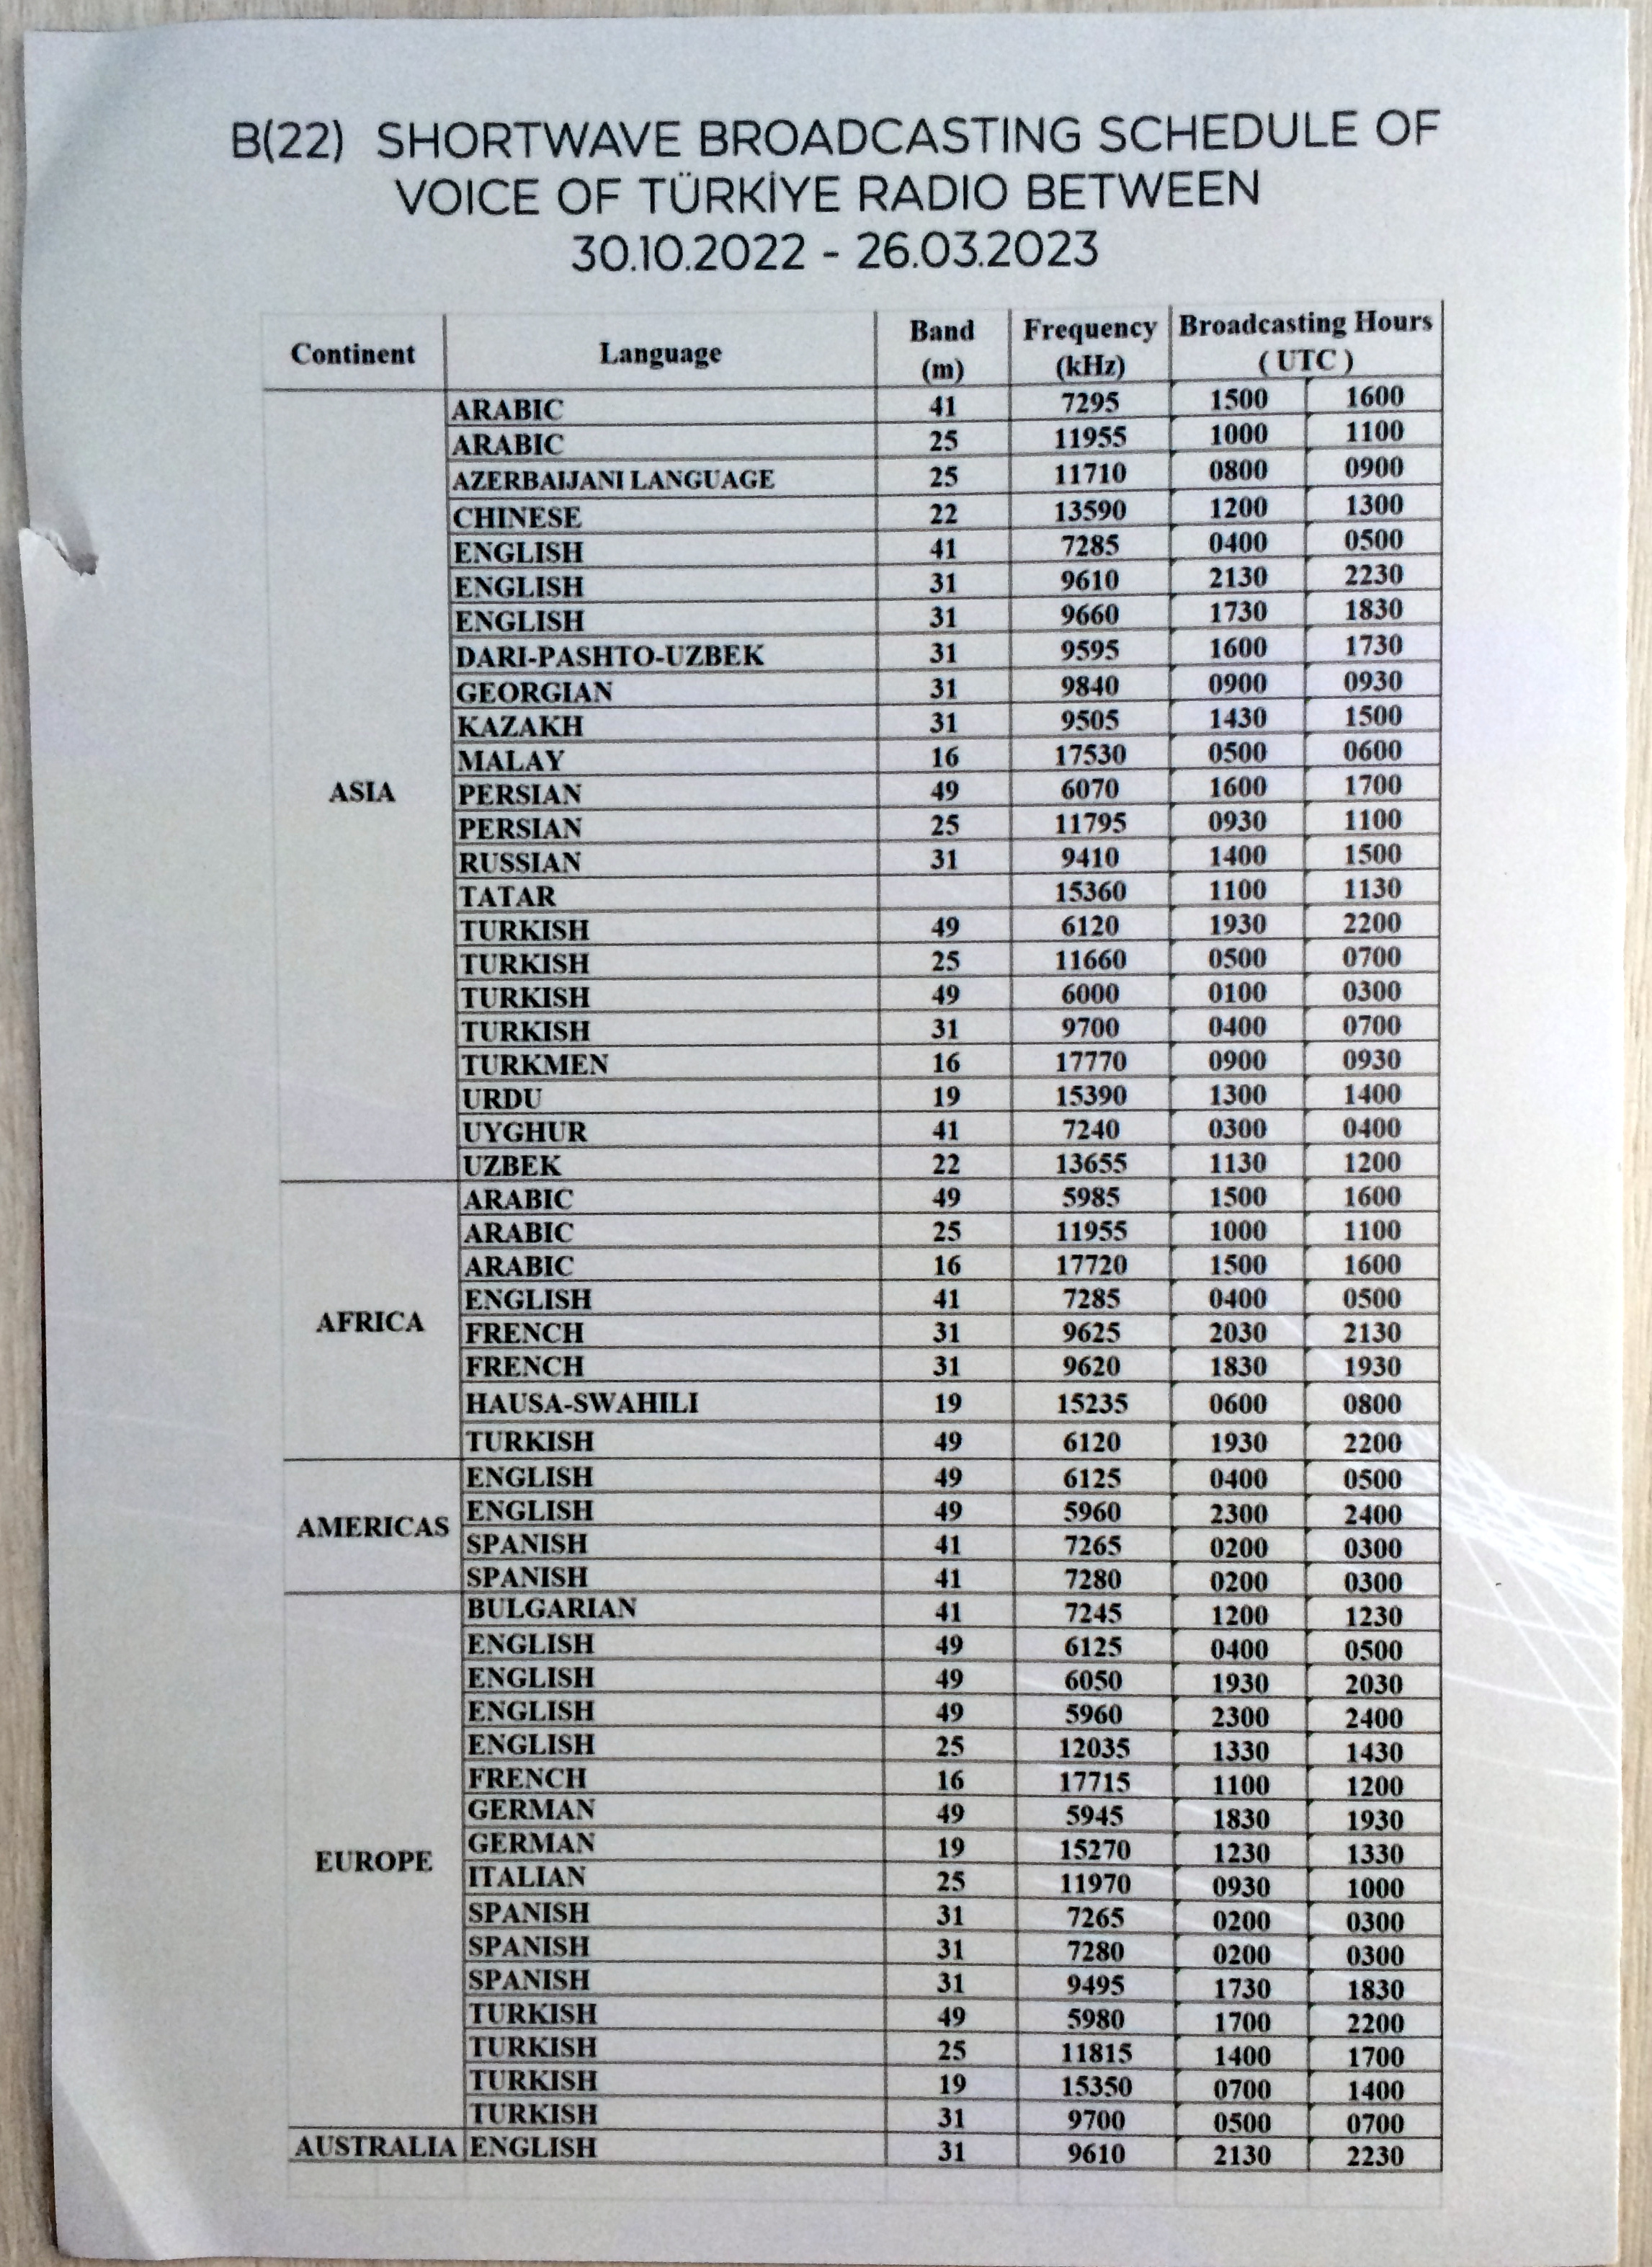 B(22) SHORTWAVE BROADCASTING SCHEDULE OF
VOICE OF TÜRKİYE RADIO BETWEEN
30.10.2022 - 26.03.2023
Continent Language Band (m) Frequency (kHz) Broadcasting Hours ( UTC )
ASIA
ARABIC 41 7295 1500 1600
ARABIC 25 11955 1000 1100
AZERBAIJANI LANGUAGE 25 11710 0800 0900
CHINESE 22 13590 1200 1300
ENGLISH 41 7285 0400 0500
ENGLISH 31 9610 2130 2230
ENGLISH 31 9660 1730 1830
DARI-PASHTO-UZBEK 31 9595 1600 1730
GEORGIAN 31 9840 0900 0930
KAZAKH 31 9505 1430 1500
MALAY 16 17530 0500 0600
PERSIAN 49 6070 1600 1700
PERSIAN 25 11795 0930 1100
RUSSIAN 31 9410 1400 1500
TATAR 15360 1100 1130
TURKISH 49 6120 1930 2200
TURKISH 25 11660 0500 0700
TURKISH 49 6000 0100 0300
TURKISH 31 9700 0400 0700
TURKMEN 16 17770 0900 0930
URDU 19 15390 1300 1400
UYGHUR 41 7240 0300 0400
UZBEK 22 13655 1130 1200
AFRICA
ARABIC 49 5985 1500 1600
ARABIC 25 11955 1000 1100
ARABIC 16 17720 1500 1600
ENGLISH 41 7285 0400 0500
FRENCH 31 9625 2030 2130
FRENCH 31 9620 1830 1930
HAUSA-SWAHILI 19 15235 0600 0800
TURKISH 49 6120 1930 2200
AMERICAS
ENGLISH 49 6125 0400 0500
ENGLISH 49 5960 2300 2400
SPANISH 41 7265 0200 0300
SPANISH 41 7280 0200 0300
EUROPE
BULGARIAN 41 7245 1200 1230
ENGLISH 49 6125 0400 0500
ENGLISH 49 6050 1930 2030
ENGLISH 49 5960 2300 2400
ENGLISH 25 12035 1330 1430
FRENCH 16 17715 1100 1200
GERMAN 49 5945 1830 1930
GERMAN 19 15270 1230 1330
ITALIAN 25 11970 0930 1000
SPANISH 31 7265 0200 0300
SPANISH 31 7280 0200 0300
SPANISH 31 9495 1730 1830
TURKISH 49 5980 1700 2200
TURKISH 25 11815 1400 1700
TURKISH 19 15350 0700 1400
TURKISH 31 9700 0500 0700
AUSTRALIA ENGLISH 31 9610 2130 2230